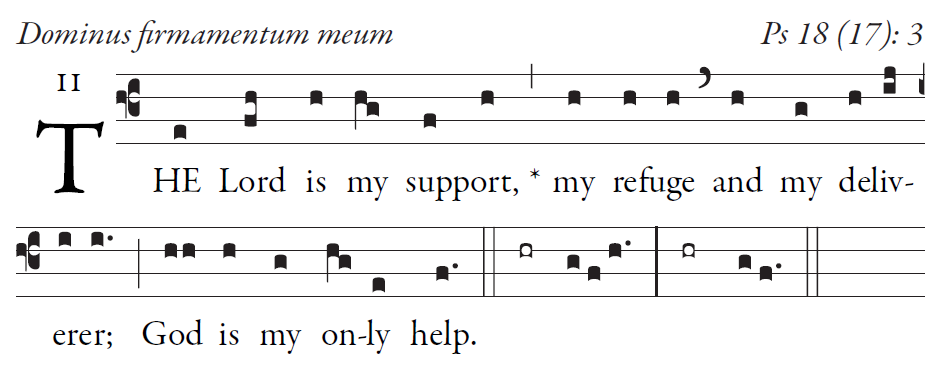 Dominus firmamentum meum Ps 18 (17): 3
II
THE Lord is my support, * my refuge and my deliv-
erer; God is my on-ly help.